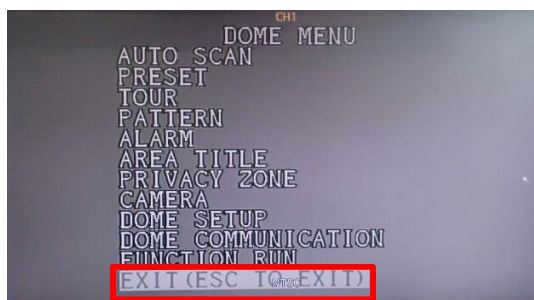 CH1
DOME MENU
AUTO SCAN
PRESET
TOUR
PATTERN
ALARM
AREA TITLE
PRIVACY ZONE
CAMERA
DOME SETUP
DOME COMMUNICATION
FUNCTION RUN
EXIT(ESC TO EXIT)
NTSC